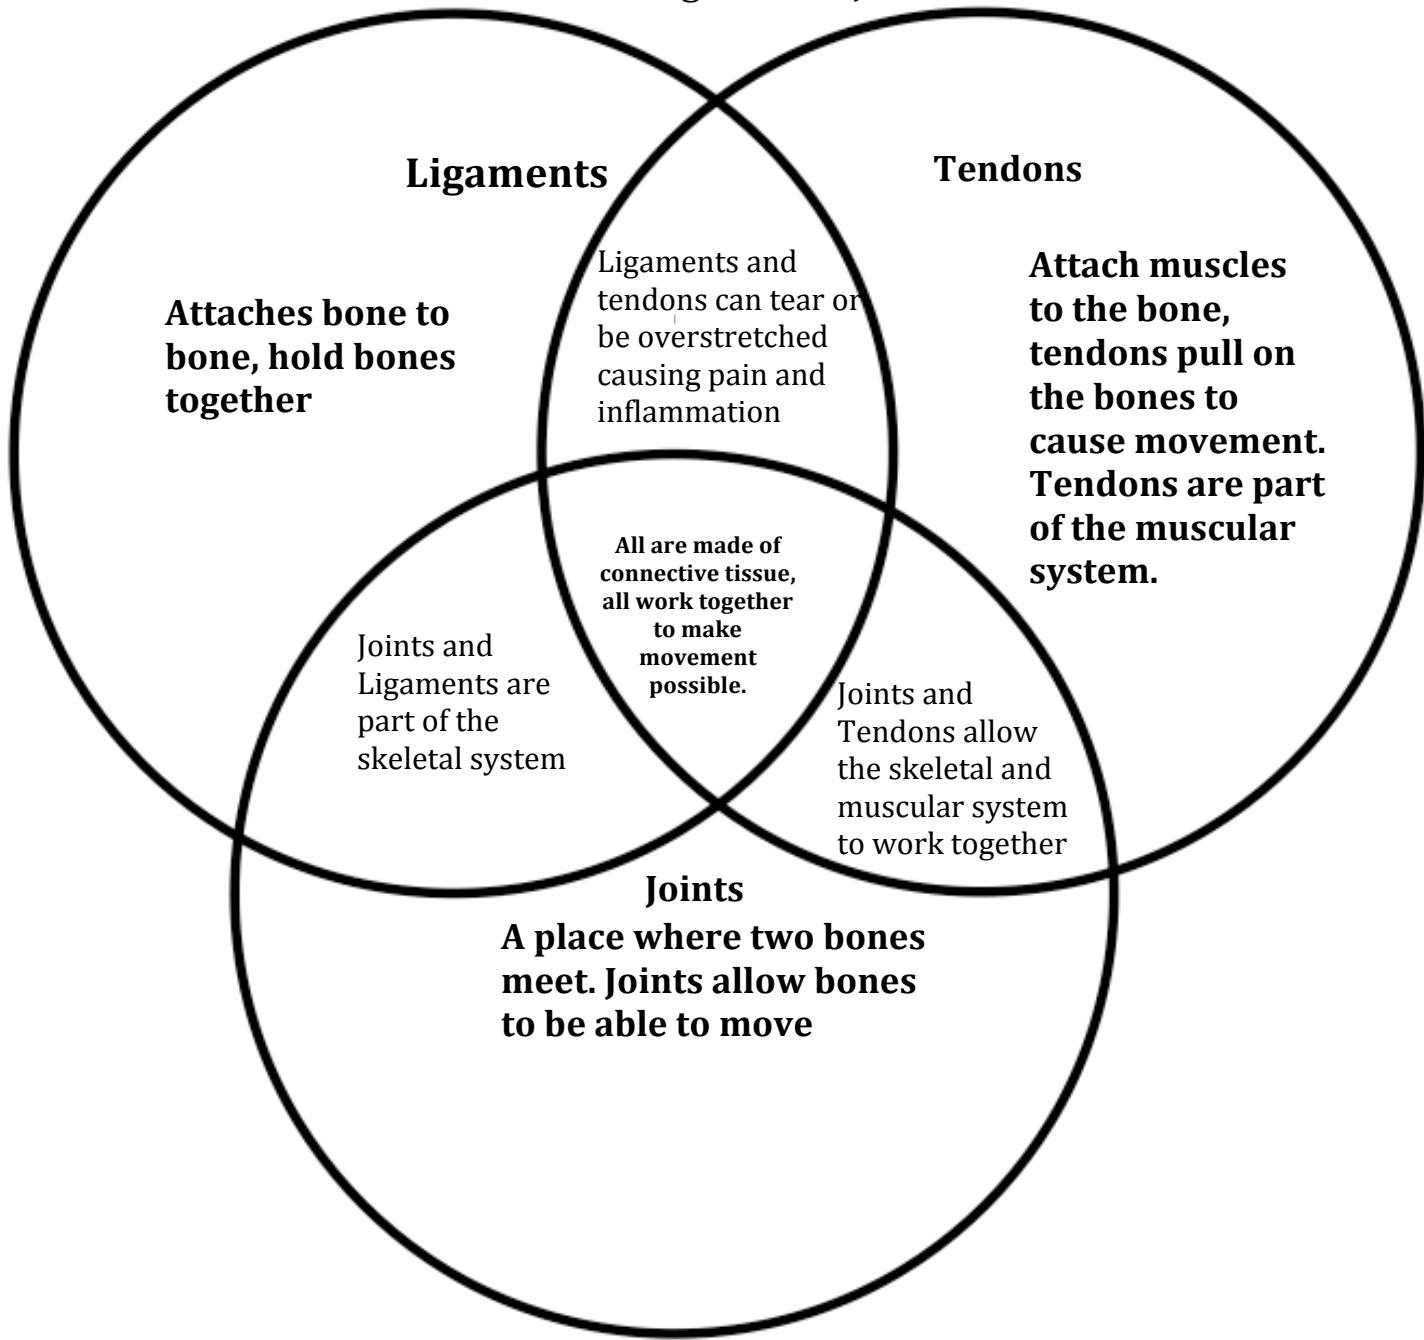 Ligaments
Tendons
Attaches bone to
bone, hold bones
together
Ligaments and
tendons can tear or
be overstretched
causing pain and
inflammation
Attach muscles
to the bone,
tendons pull on
the bones to
cause movement.
Tendons are part
of the muscular
system.
All are made of
connective tissue,
all work together
to make
movement
possible.
Joints and
Ligaments are
part of the
skeletal system
Joints and
Tendons allow
the skeletal and
muscular system
to work together
Joints
A place where two bones
meet. Joints allow bones
to be able to move